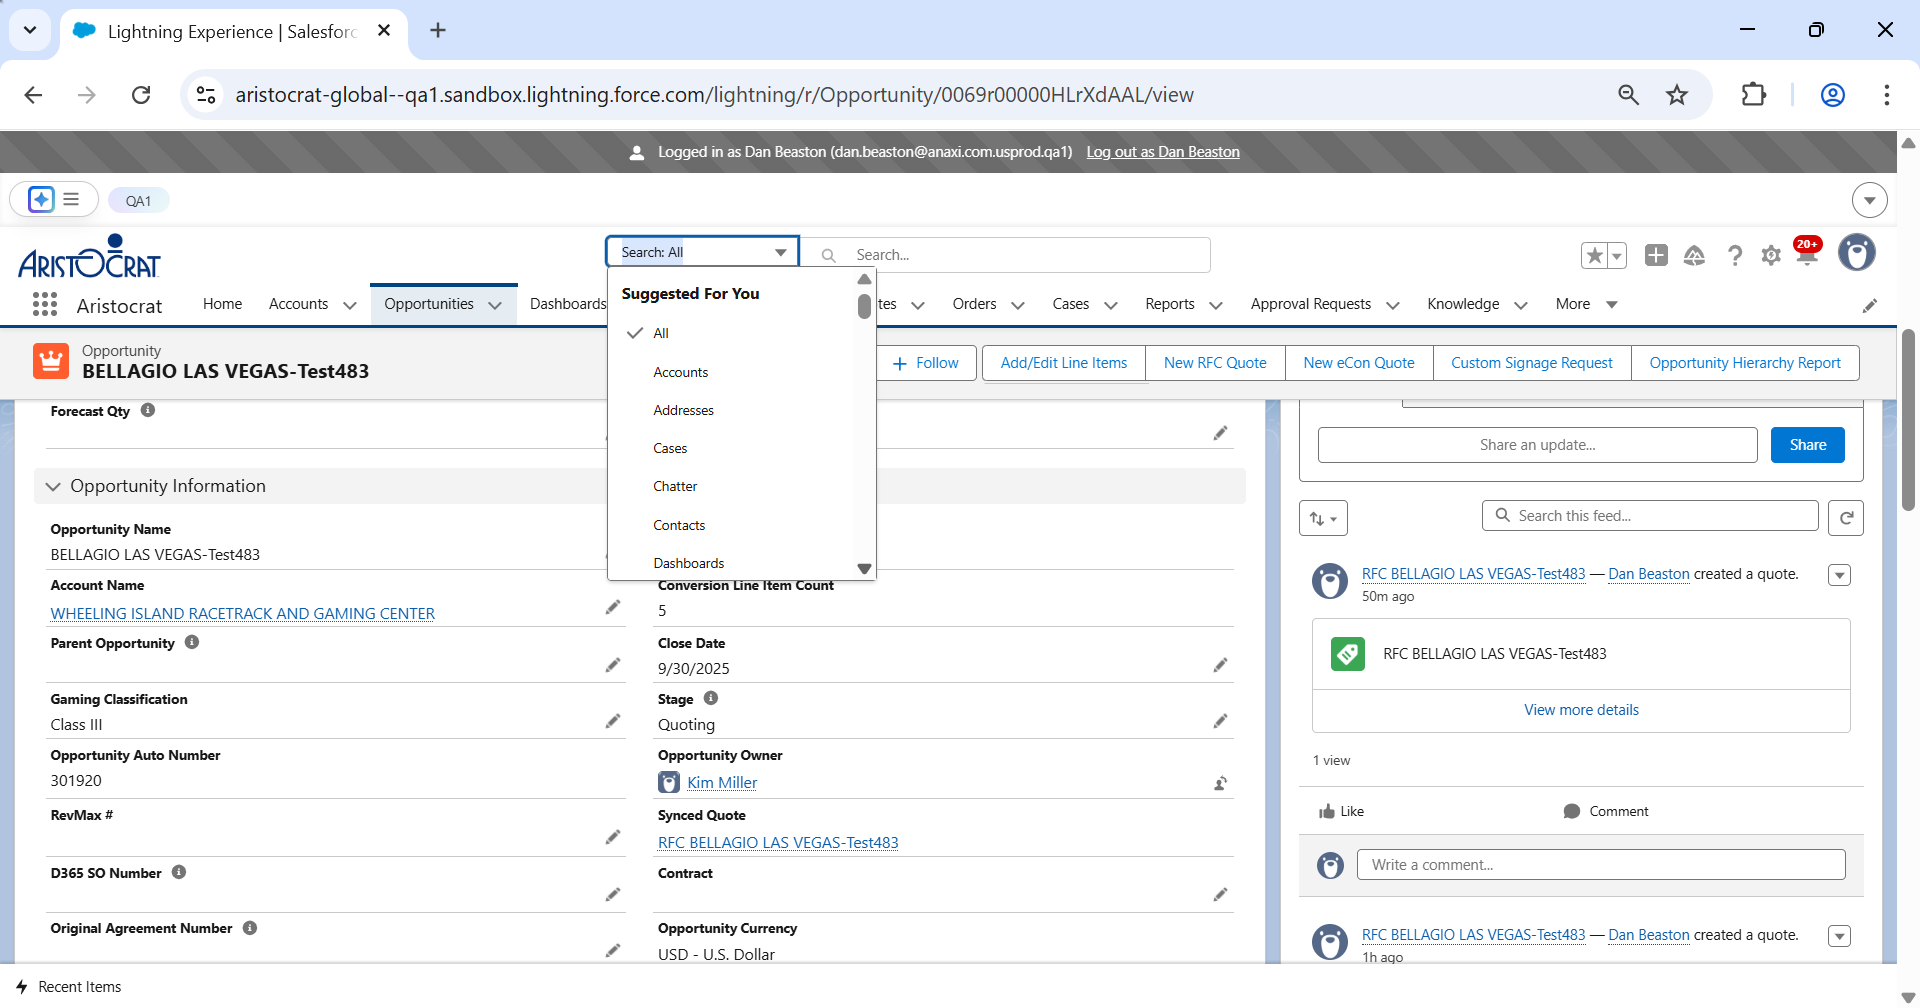 Lightning Experience | Salesforc
aristocrat-global--qa1.sandbox.lightning.force.com/lightning/r/Opportunity/0069r00000HLrXdAAL/view
Logged in as Dan Beaston (dan.beaston@anaxi.com.usprod.qa1) Log out as Dan Beaston
QA1
ARISTOCRAT
Search: All
Search...
20+
Aristocrat
Home
Accounts
Opportunities
Dashboards
tes
Orders
Cases
Reports
Approval Requests
Knowledge
More
Suggested For You
All
Accounts
Addresses
Cases
Chatter
Contacts
Dashboards
Opportunity
BELLAGIO LAS VEGAS-Test483
Follow
Add/Edit Line Items
New RFC Quote
New eCon Quote
Custom Signage Request
Opportunity Hierarchy Report
Forecast Qty
Opportunity Information
Opportunity Name
BELLAGIO LAS VEGAS-Test483
Account Name
WHEELING ISLAND RACETRACK AND GAMING CENTER
Conversion Line Item Count
5
Parent Opportunity
Close Date
9/30/2025
Gaming Classification
Class III
Stage
Quoting
Opportunity Auto Number
301920
Opportunity Owner
Kim Miller
RevMax #
Synced Quote
RFC BELLAGIO LAS VEGAS-Test483
D365 SO Number
Contract
Original Agreement Number
Opportunity Currency
USD - U.S. Dollar
Share an update...
Share
Search this feed...
RFC BELLAGIO LAS VEGAS-Test483 — Dan Beaston created a quote.
50m ago
RFC BELLAGIO LAS VEGAS-Test483
View more details
1 view
Like
Comment
Write a comment...
RFC BELLAGIO LAS VEGAS-Test483 — Dan Beaston created a quote.
1h ago
Recent Items